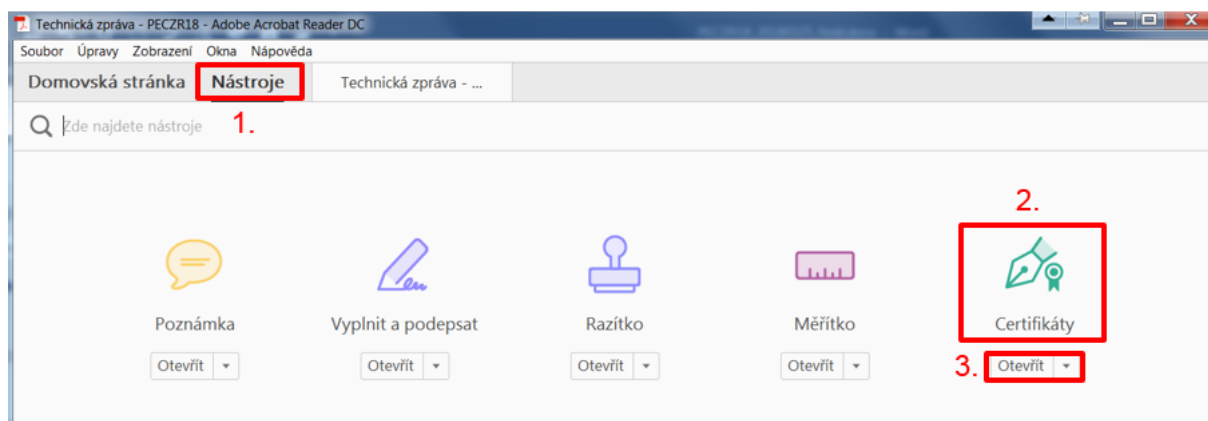 Technická zpráva - PECZR18 - Adobe Acrobat Reader DC
Soubor Úpravy Zobrazení Okna Nápověda
Domovská stránka Nástroje Technická zpráva - ...
Zde najdete nástroje 1.
2.
Poznámka Vyplnit a podepsat Razítko Měřítko Certifikáty
Otevřít Otevřít Otevřít Otevřít 3. Otevřít